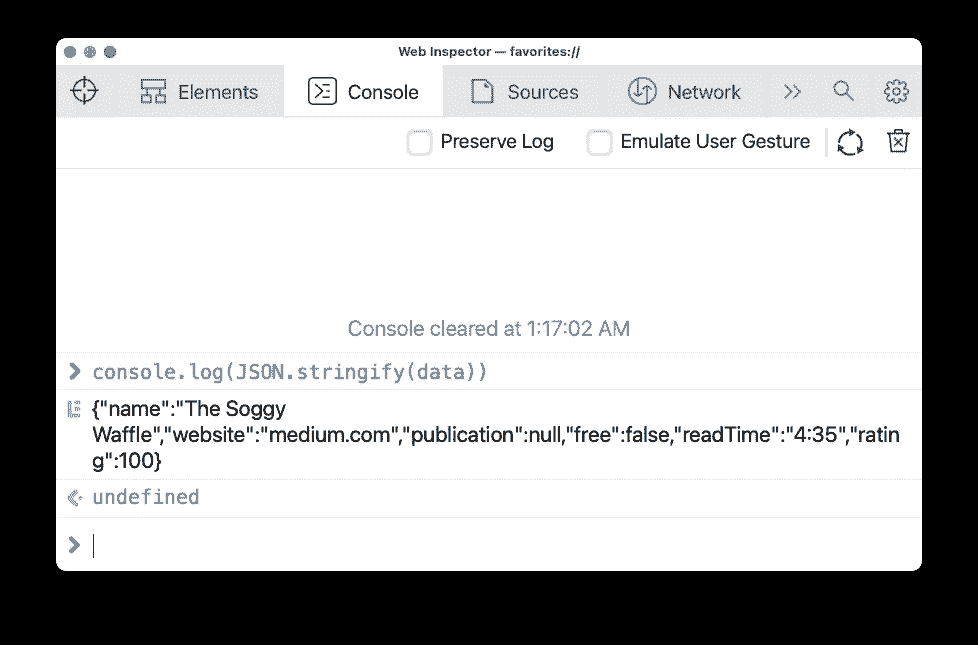 Web Inspector — favorites://
Elements Console Sources Network
Preserve Log Emulate User Gesture
Console cleared at 1:17:02 AM
console.log(JSON.stringify(data))
{"name":"The Soggy
Waffle","website":"medium.com","publication":null,"free":false,"readTime":"4:35","ratin
g":100}
undefined